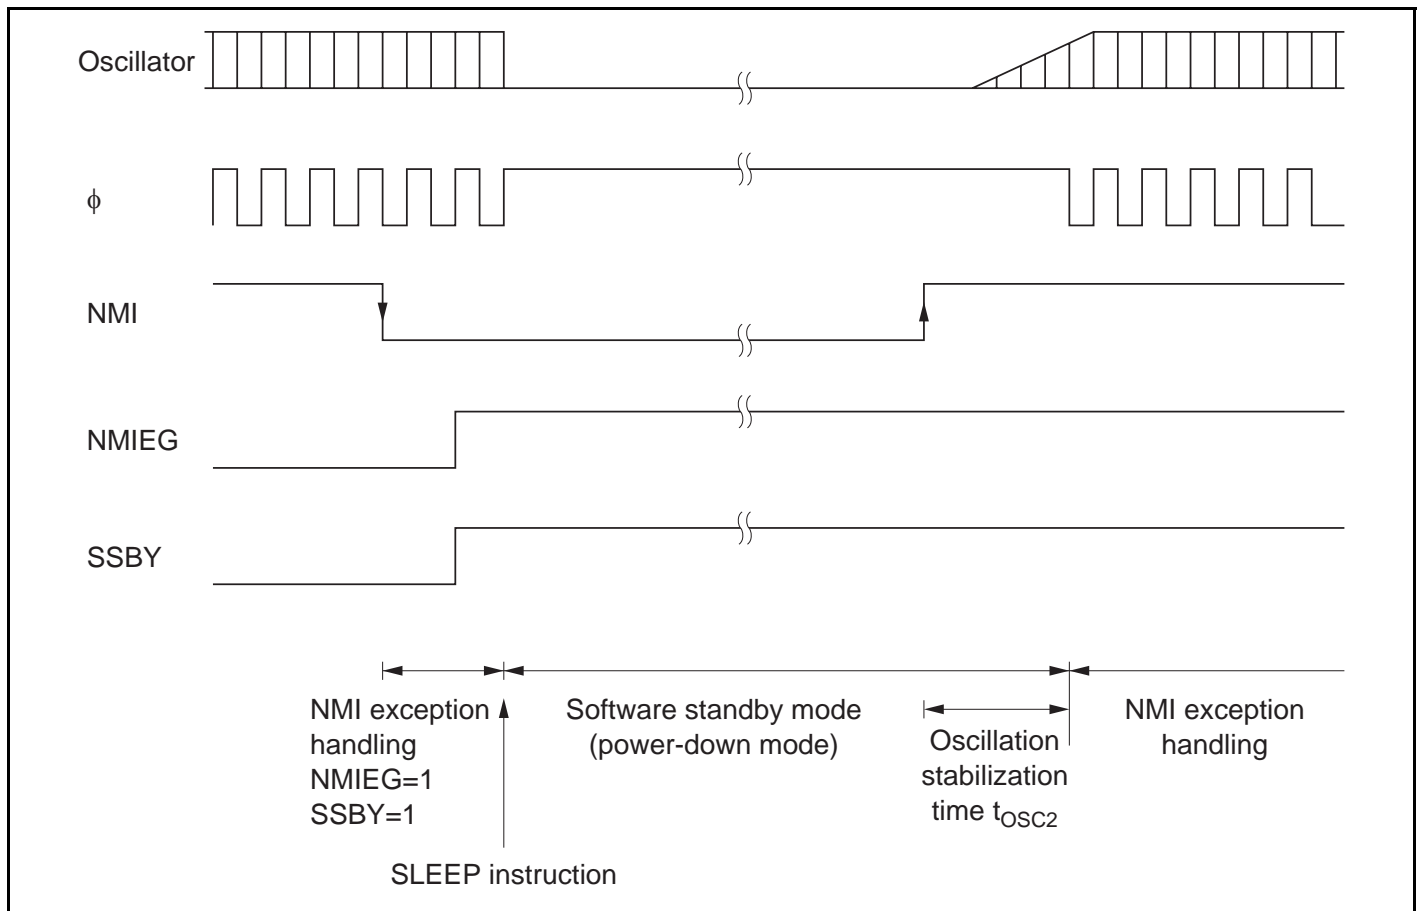 Oscillator
ϕ
NMI
NMIEG
SSBY
NMI exception
handling
NMIEG=1
SSBY=1
SLEEP instruction
Software standby mode
(power-down mode)
Oscillation
stabilization
time tOSC2
NMI exception
handling